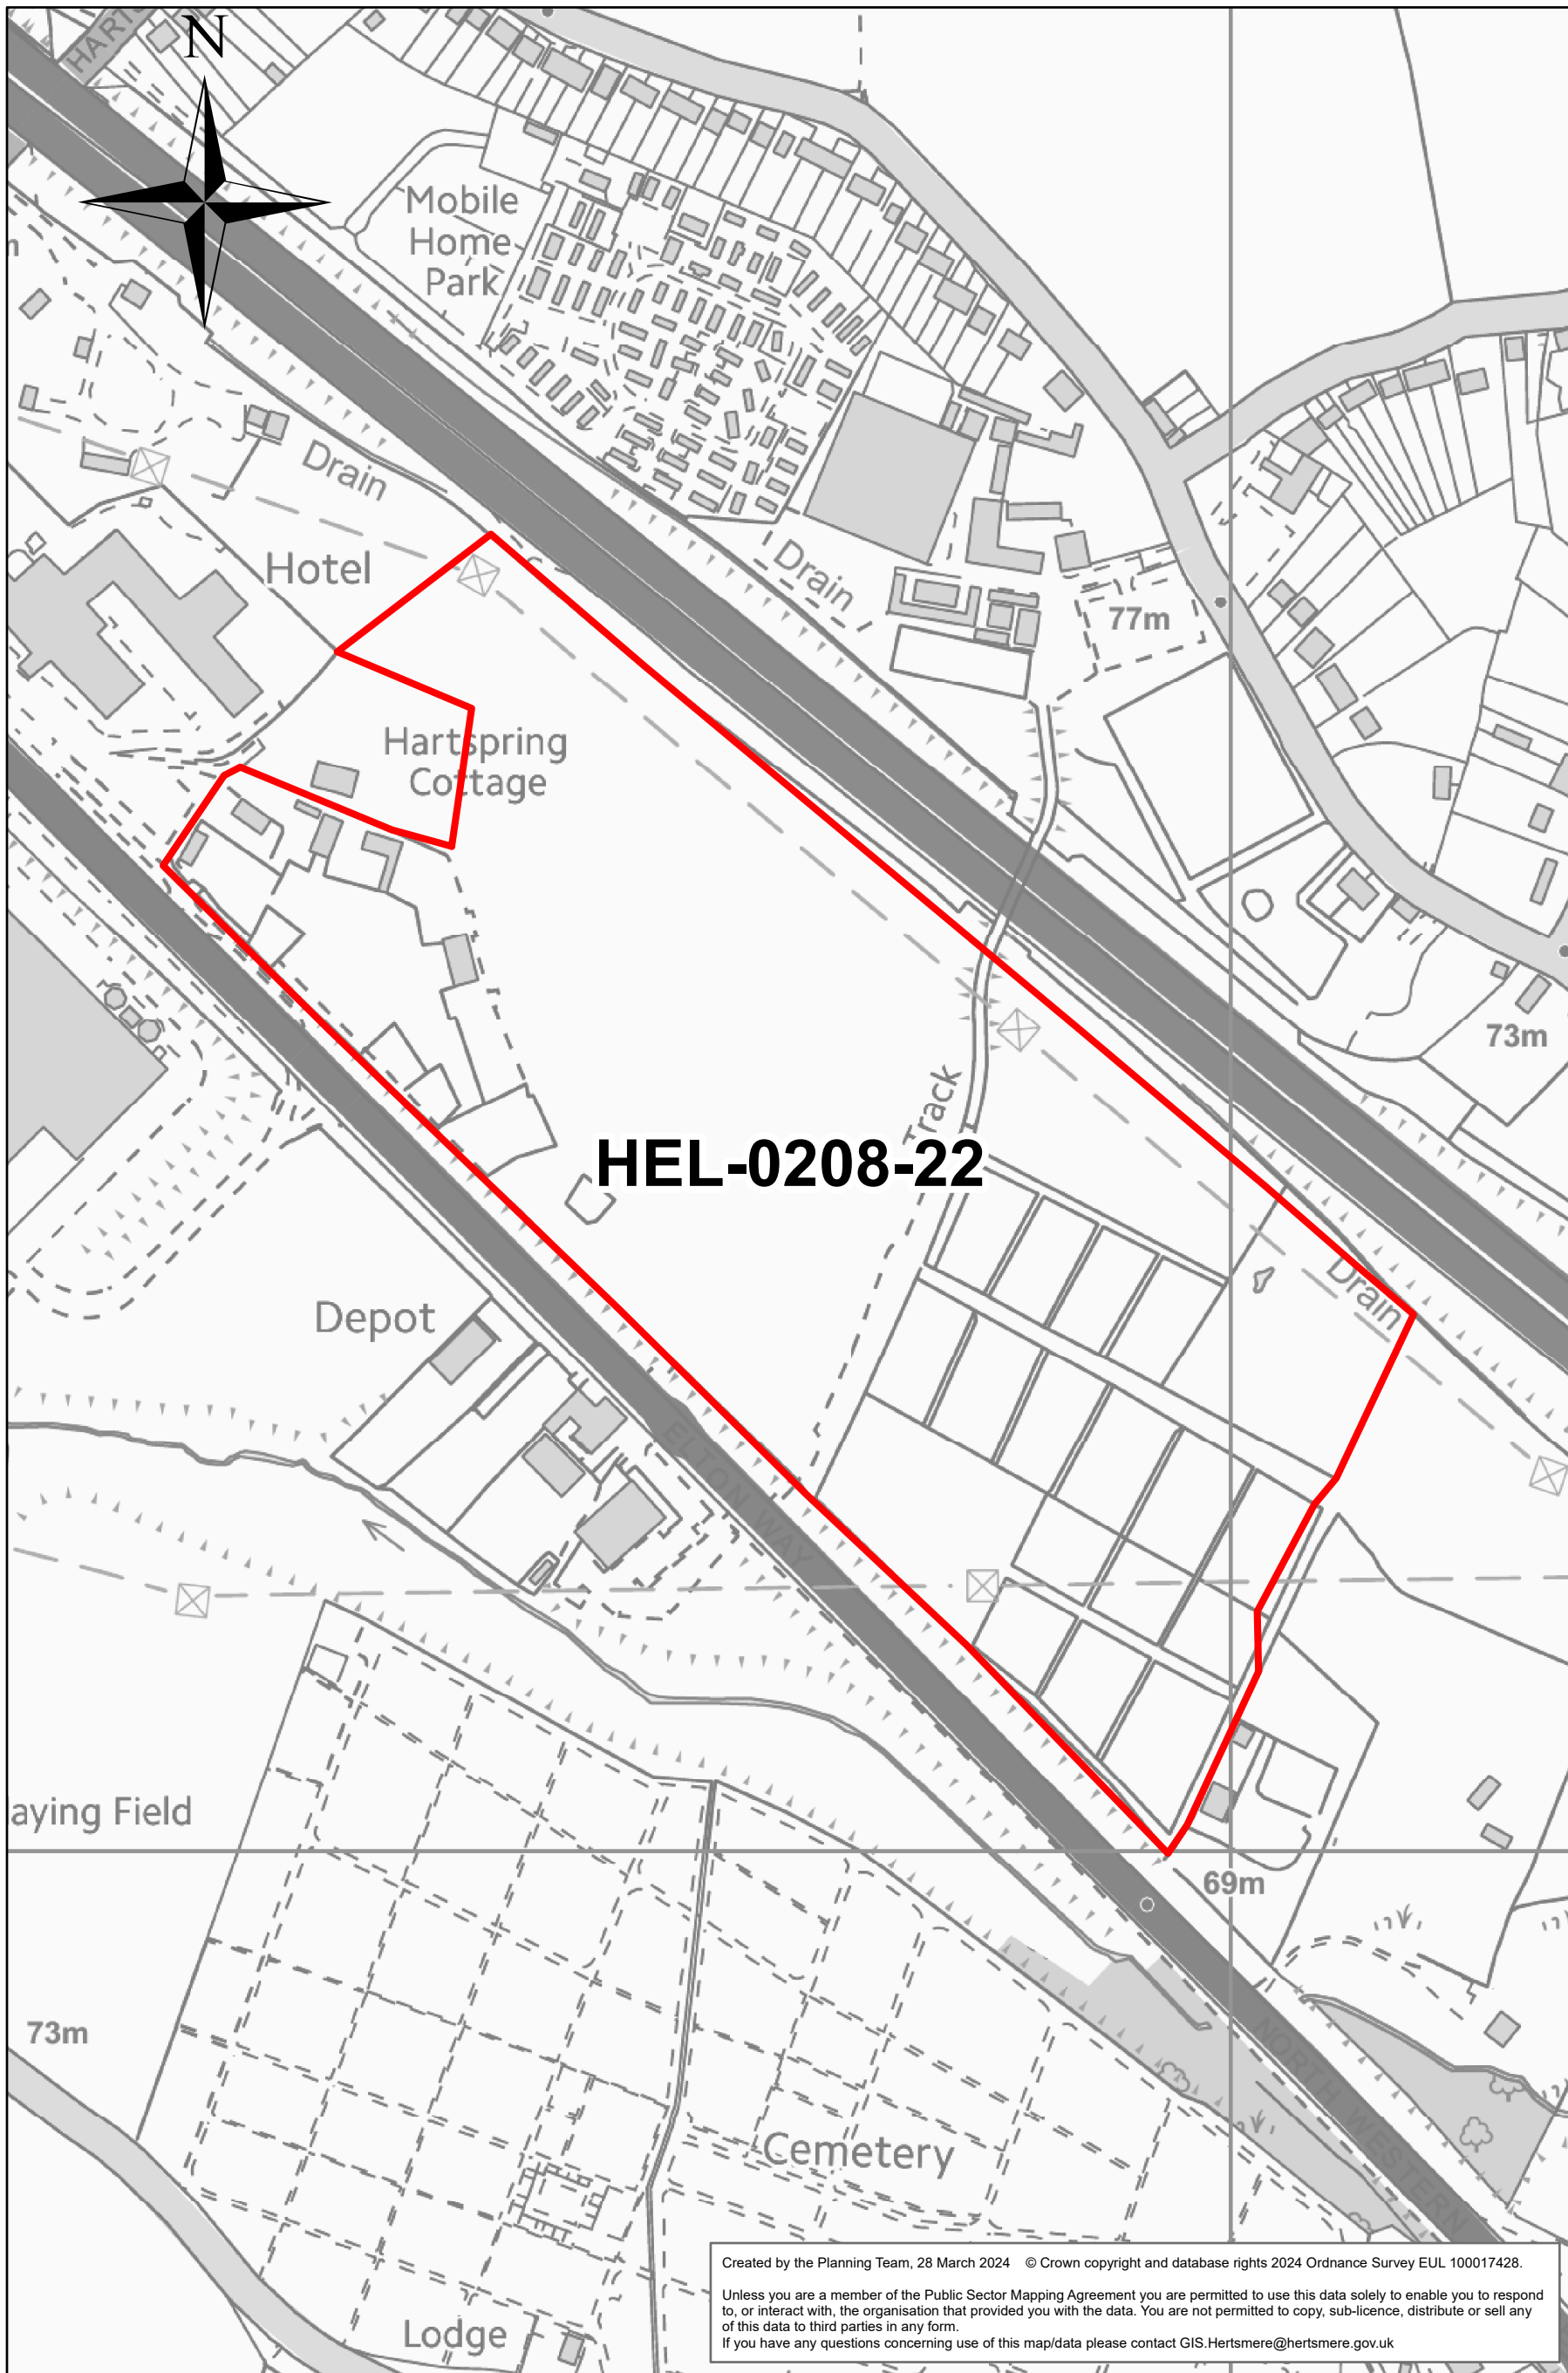 HARTS
N
Mobile
Home
Park
Drain
Hotel
Drain
77m
Hartspring
Cottage
73m
Track
HEL-0208-22
Drain
Depot
ELTON WAY
aying Field
69m
73m
NORTH WESTERN
Cemetery
Lodge
Created by the Planning Team, 28 March 2024 © Crown copyright and database rights 2024 Ordnance Survey EUL 100017428.
Unless you are a member of the Public Sector Mapping Agreement you are permitted to use this data solely to enable you to respond
to, or interact with, the organisation that provided you with the data. You are not permitted to copy, sub-licence, distribute or sell any
of this data to third parties in any form.
If you have any questions concerning use of this map/data please contact GIS.Hertsmere@hertsmere.gov.uk